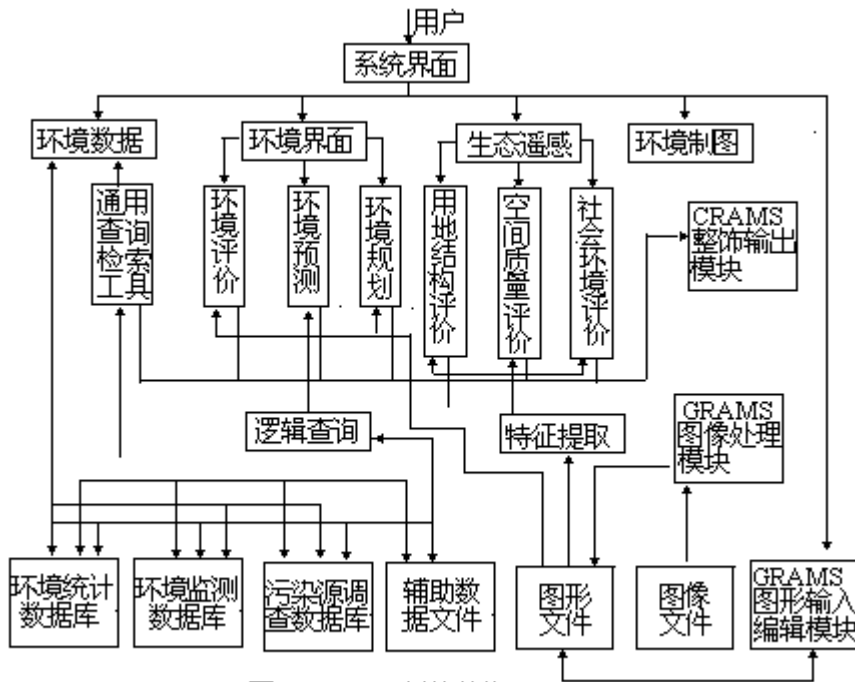 用户
系统界面
环境数据
环境界面
生态遥感
环境制图
通用
查询
检索
工具
环境评价
环境预测
环境规划
用地结构评价
空间质量评价
社会环境评价
CRAMS
整饰输出
模块
逻辑查询
特征提取
GRAMS
图像处理
模块
环境统计
数据库
环境监测
数据库
污染源调
查数据库
辅助数
据文件
图形
文件
图像
文件
GRAMS
图形输入
编辑模块